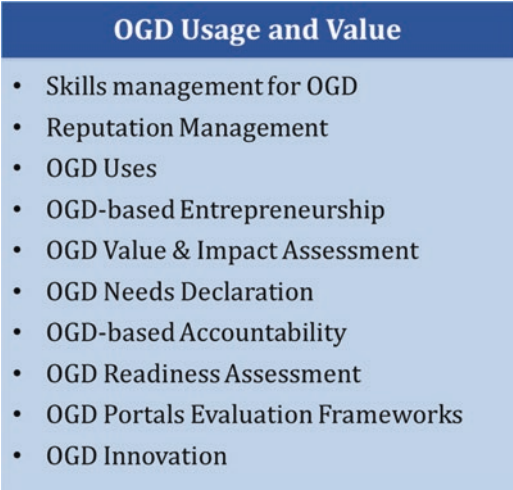 OGD Usage and Value
• Skills management for OGD
• Reputation Management
• OGD Uses
• OGD-based Entrepreneurship
• OGD Value & Impact Assessment
• OGD Needs Declaration
• OGD-based Accountability
• OGD Readiness Assessment
• OGD Portals Evaluation Frameworks
• OGD Innovation